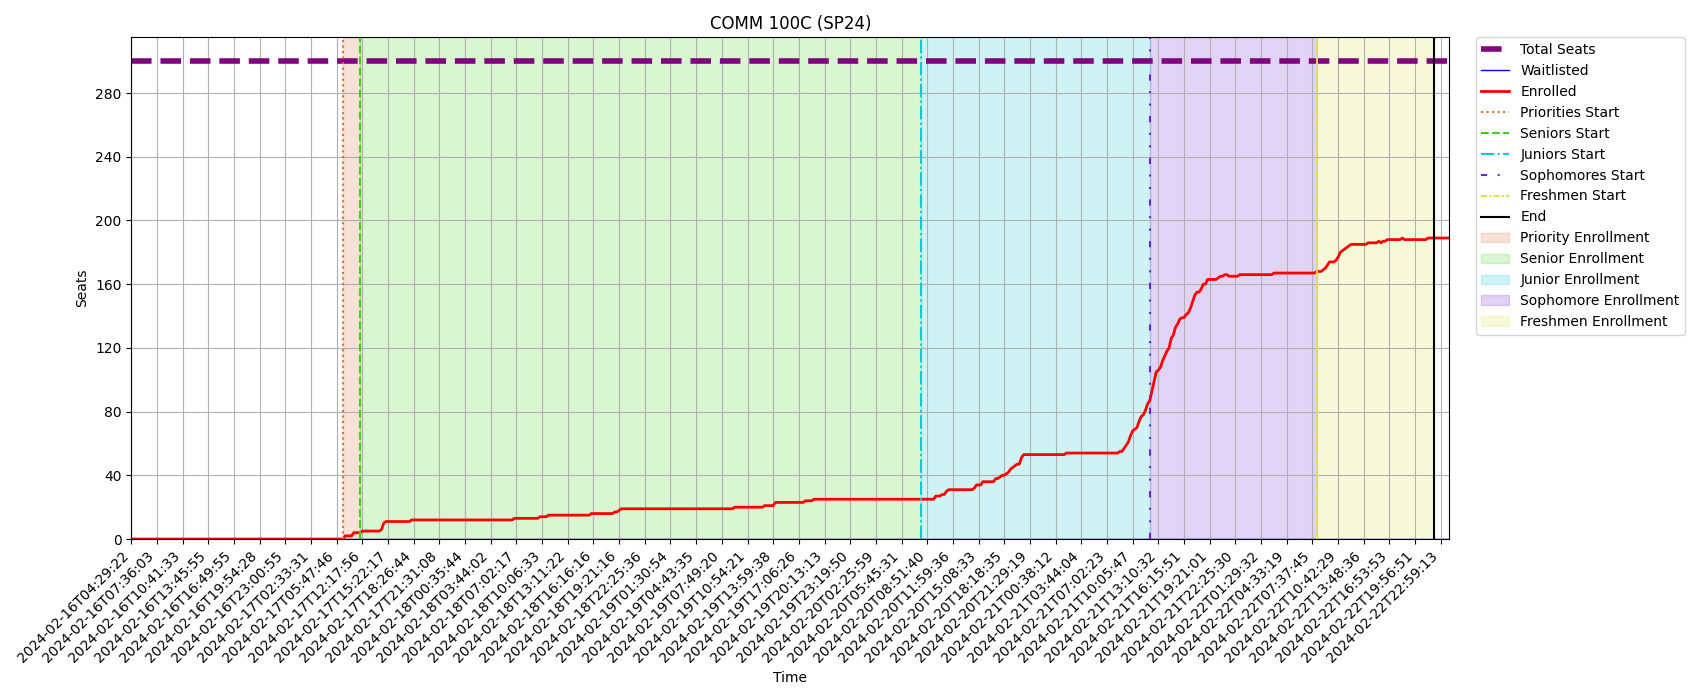 COMM 100C (SP24)
Seats
280
240
200
160
120
80
40
0
2024-02-16T04:29:22
2024-02-16T07:36:03
2024-02-16T10:41:33
2024-02-16T13:45:55
2024-02-16T16:49:55
2024-02-16T19:54:28
2024-02-16T23:00:55
2024-02-17T02:33:31
2024-02-17T05:47:46
2024-02-17T12:17:56
2024-02-17T15:22:17
2024-02-17T18:26:44
2024-02-17T21:31:08
2024-02-18T00:35:44
2024-02-18T03:44:02
2024-02-18T07:02:17
2024-02-18T10:06:33
2024-02-18T13:11:22
2024-02-18T16:16:16
2024-02-18T19:21:16
2024-02-18T22:25:36
2024-02-19T01:30:54
2024-02-19T04:43:35
2024-02-19T07:49:20
2024-02-19T10:54:21
2024-02-19T13:59:38
2024-02-19T17:06:26
2024-02-19T20:13:13
2024-02-19T23:19:50
2024-02-20T02:25:59
2024-02-20T05:45:31
2024-02-20T08:51:40
2024-02-20T11:59:36
2024-02-20T15:08:33
2024-02-20T18:18:35
2024-02-20T21:29:19
2024-02-21T00:38:12
2024-02-21T03:44:04
2024-02-21T07:02:23
2024-02-21T10:05:47
2024-02-21T13:10:32
2024-02-21T16:15:51
2024-02-21T19:21:01
2024-02-21T22:25:30
2024-02-22T01:29:32
2024-02-22T04:33:19
2024-02-22T07:37:45
2024-02-22T10:42:29
2024-02-22T13:48:36
2024-02-22T16:53:53
2024-02-22T19:56:51
2024-02-22T22:59:13
Time
Total Seats
Waitlisted
Enrolled
Priorities Start
Seniors Start
Juniors Start
Sophomores Start
Freshmen Start
End
Priority Enrollment
Senior Enrollment
Junior Enrollment
Sophomore Enrollment
Freshmen Enrollment